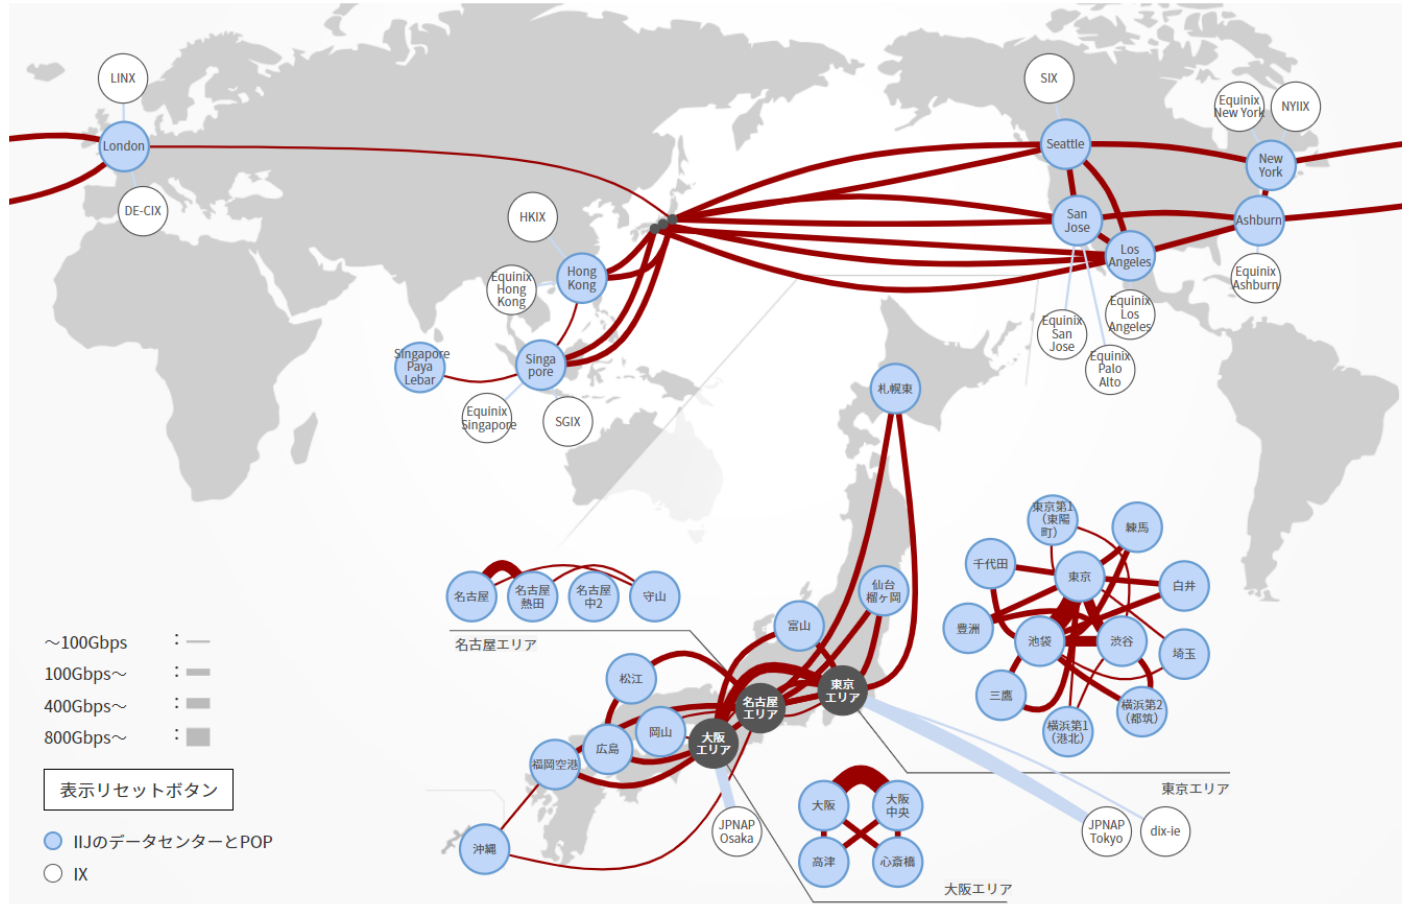 LINX
London
DE-CIX
HKIX
Equinix
Hong
Kong
Hong
Kong
Singapore
Paya
Lebar
Singa
pore
Equinix
Singapore
SGIX
SIX
Seattle
Equinix
New York
NYIIX
New
York
San
Jose
Ashburn
Los
Angeles
Equinix
Ashburn
Equinix
Los
Angeles
Equinix
San
Jose
Equinix
Palo
Alto
札幌東
仙台
榴ヶ岡
富山
東京
エリア
名古屋
エリア
大阪
エリア
松江
岡山
広島
福岡空港
沖縄
名古屋
名古屋
熱田
名古屋
中2
守山
名古屋エリア
東京第1
(東陽
町)
練馬
千代田
東京
白井
豊洲
池袋
渋谷
埼玉
三鷹
横浜第1
(港北)
横浜第2
(都筑)
東京エリア
JPNAP
Osaka
大阪
大阪
中央
高津
心斎橋
大阪エリア
JPNAP
Tokyo
dix-ie
～100Gbps :
100Gbps～ :
400Gbps～ :
800Gbps～ :
表示リセットボタン
IIJのデータセンターとPOP
IX